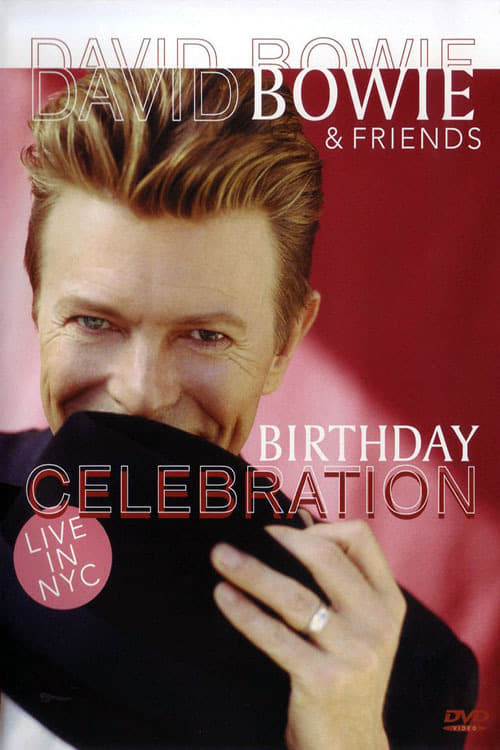 DAVID BOWIE
DAVID BOWIE
& FRIENDS
BIRTHDAY
CELEBRATION
LIVE
IN
NYC
DVD
VIDEO